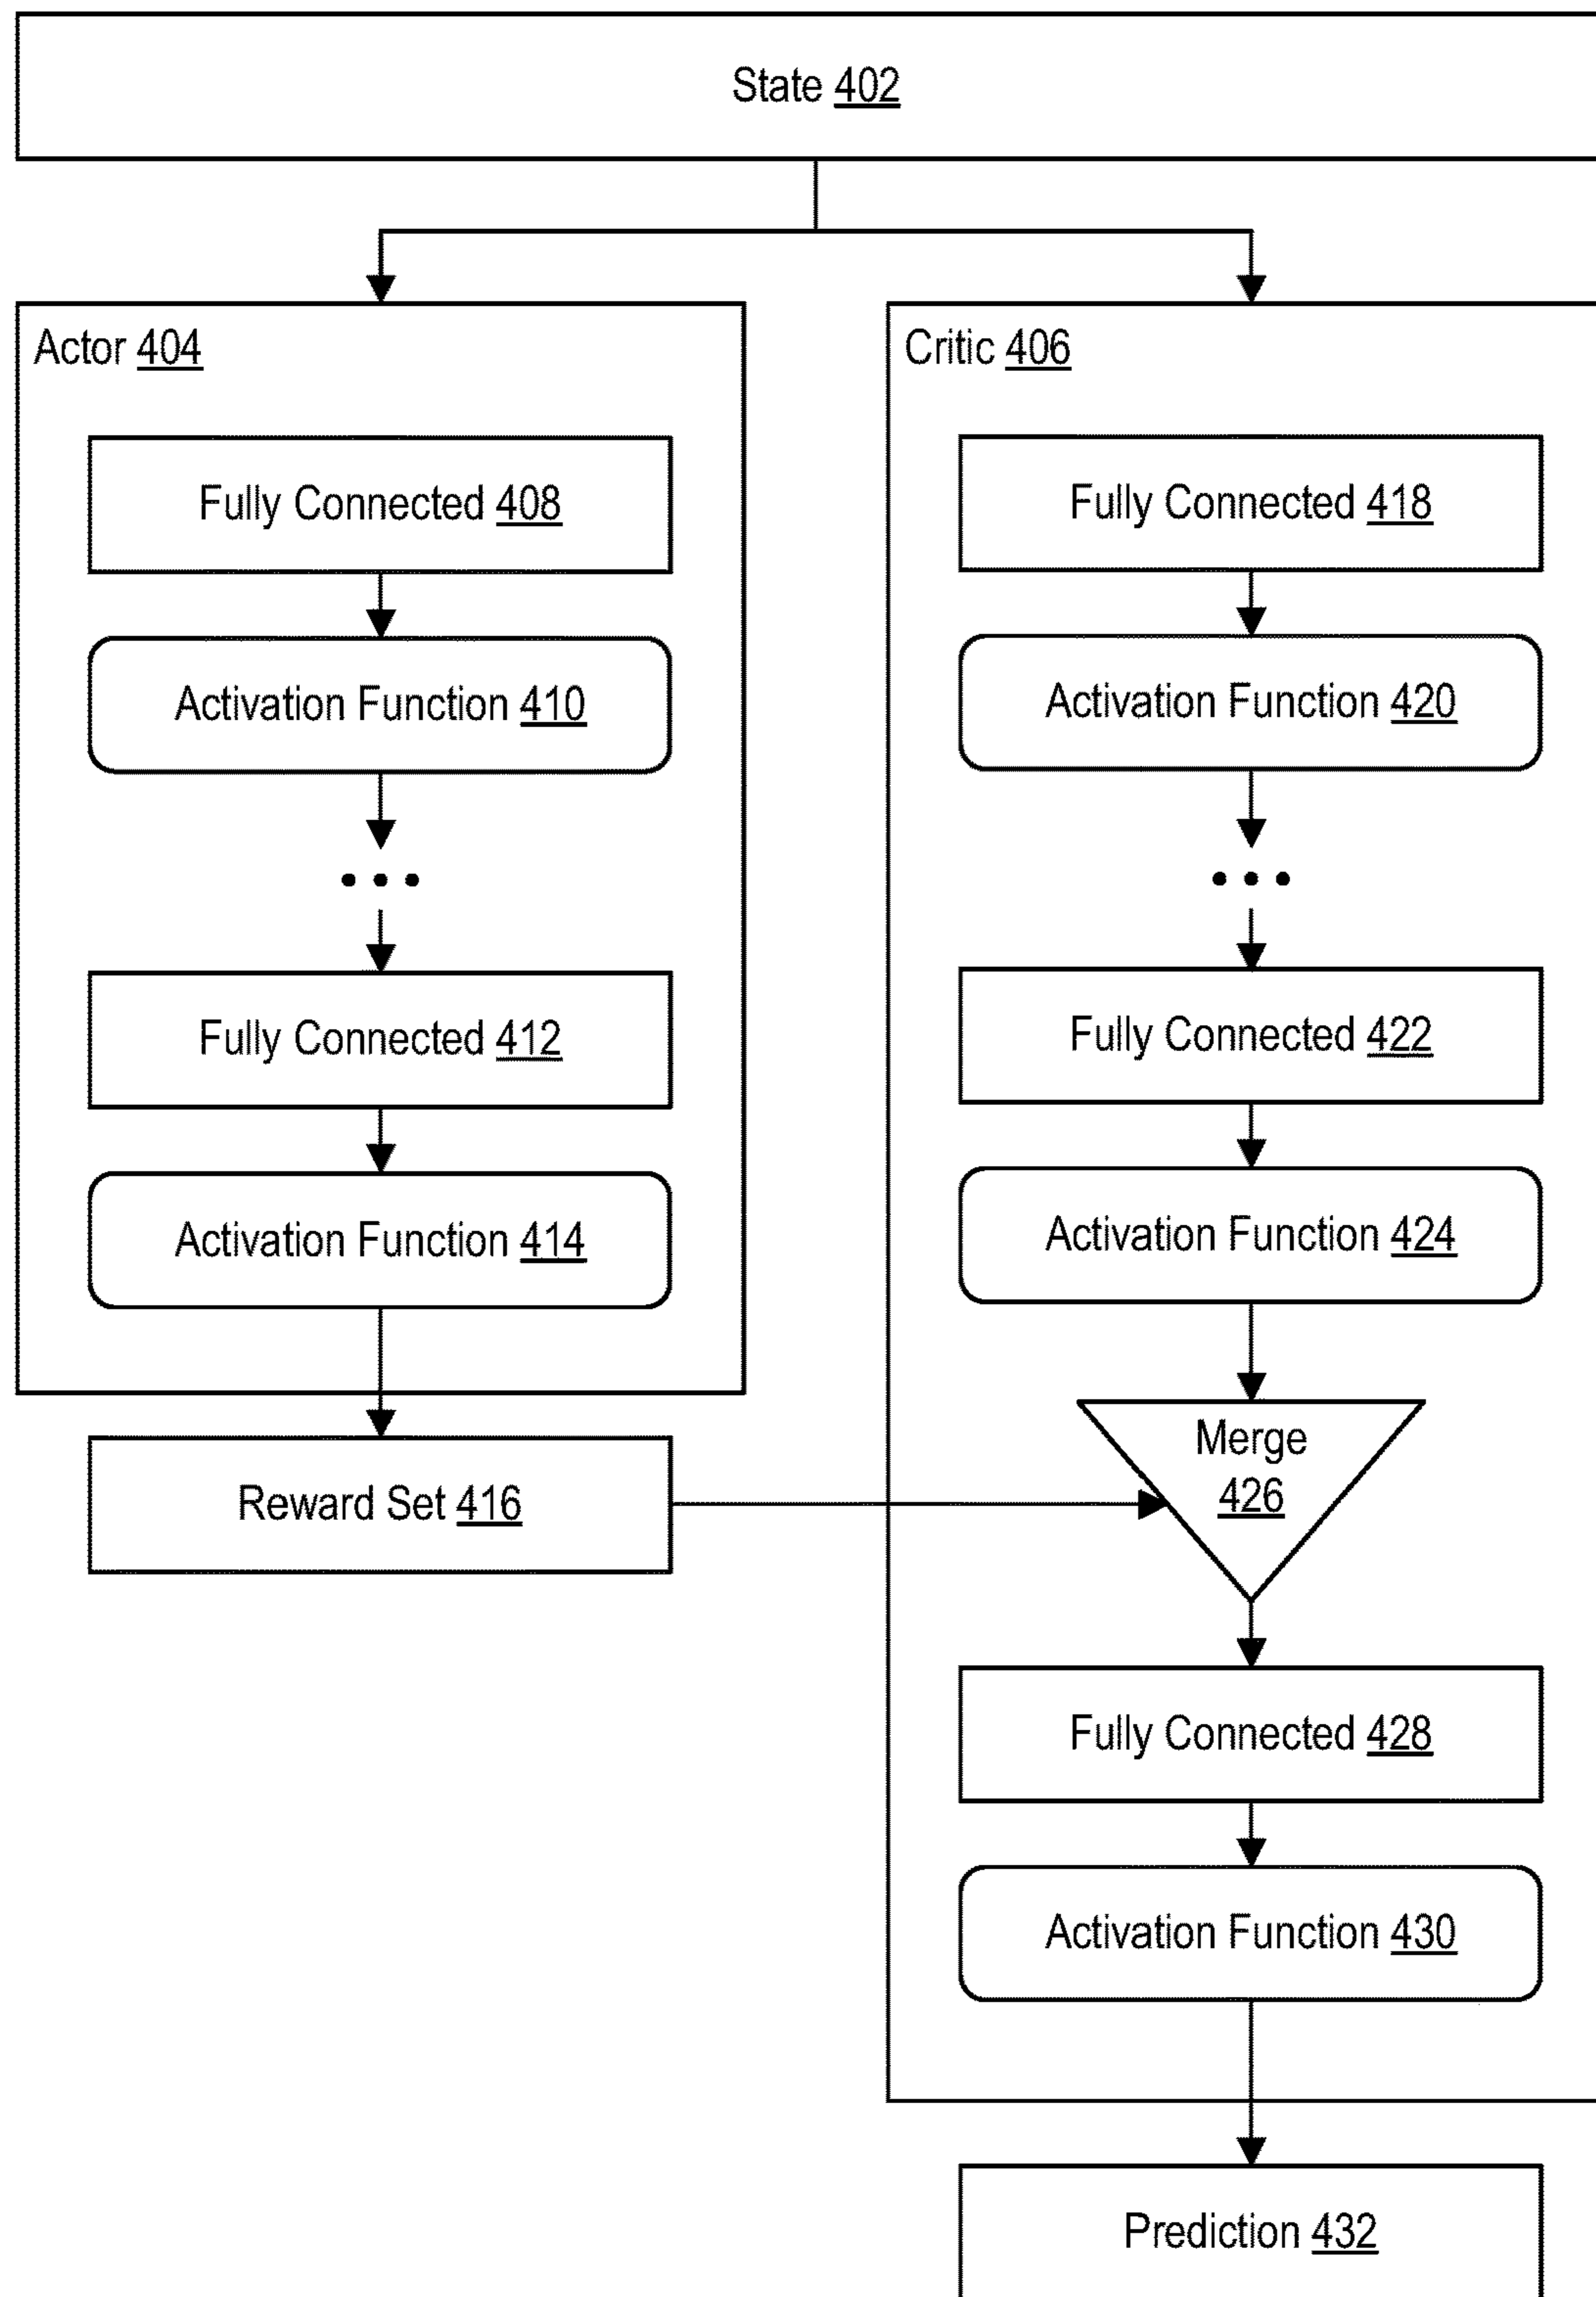 State 402
Actor 404
Fully Connected 408
Activation Function 410
• • •
Fully Connected 412
Activation Function 414
Reward Set 416
Critic 406
Fully Connected 418
Activation Function 420
• • •
Fully Connected 422
Activation Function 424
Merge
426
Fully Connected 428
Activation Function 430
Prediction 432